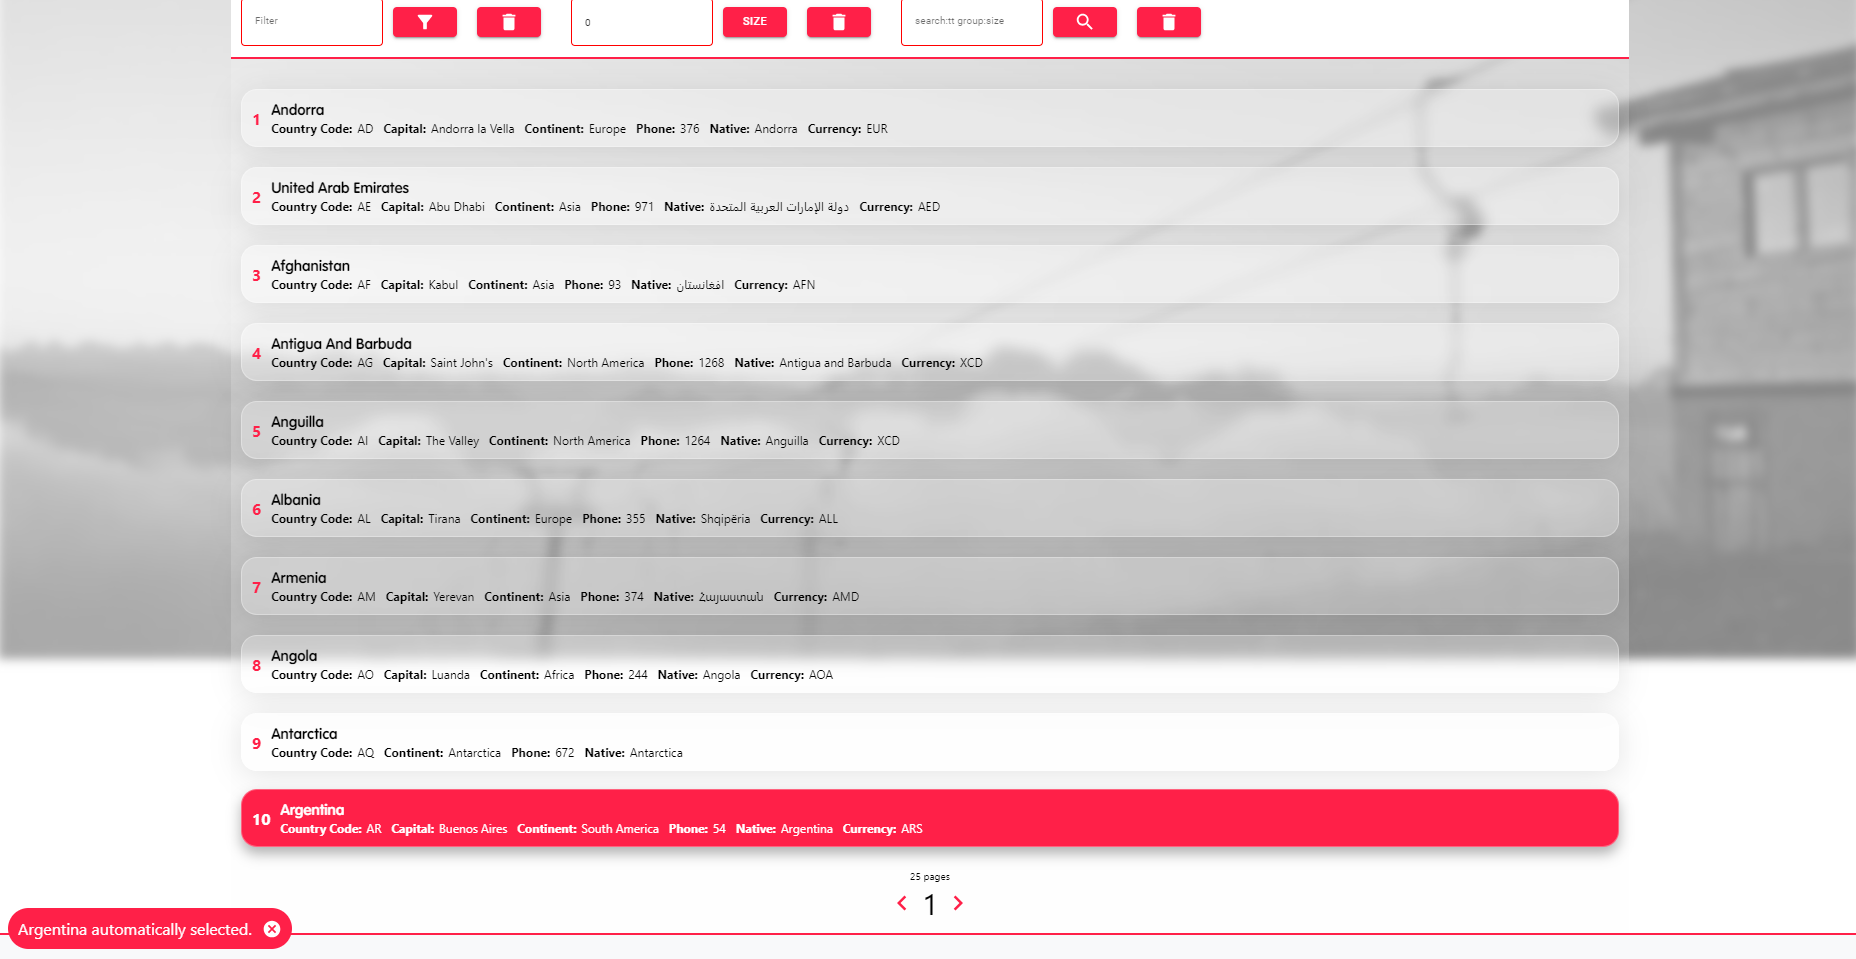 Filter
0
SIZE
search:tt group:size
1
Andorra
Country Code: AD Capital: Andorra la Vella Continent: Europe Phone: 376 Native: Andorra Currency: EUR
2
United Arab Emirates
Country Code: AE Capital: Abu Dhabi Continent: Asia Phone: 971 Native: دولة الإمارات العربية المتحدة Currency: AED
3
Afghanistan
Country Code: AF Capital: Kabul Continent: Asia Phone: 93 Native: افغانستان Currency: AFN
4
Antigua And Barbuda
Country Code: AG Capital: Saint John's Continent: North America Phone: 1268 Native: Antigua and Barbuda Currency: XCD
5
Anguilla
Country Code: AI Capital: The Valley Continent: North America Phone: 1264 Native: Anguilla Currency: XCD
6
Albania
Country Code: AL Capital: Tirana Continent: Europe Phone: 355 Native: Shqipëria Currency: ALL
7
Armenia
Country Code: AM Capital: Yerevan Continent: Asia Phone: 374 Native: Հայաստան Currency: AMD
8
Angola
Country Code: AO Capital: Luanda Continent: Africa Phone: 244 Native: Angola Currency: AOA
9
Antarctica
Country Code: AQ Continent: Antarctica Phone: 672 Native: Antarctica
10
Argentina
Country Code: AR Capital: Buenos Aires Continent: South America Phone: 54 Native: Argentina Currency: ARS
25 pages
1
Argentina automatically selected.